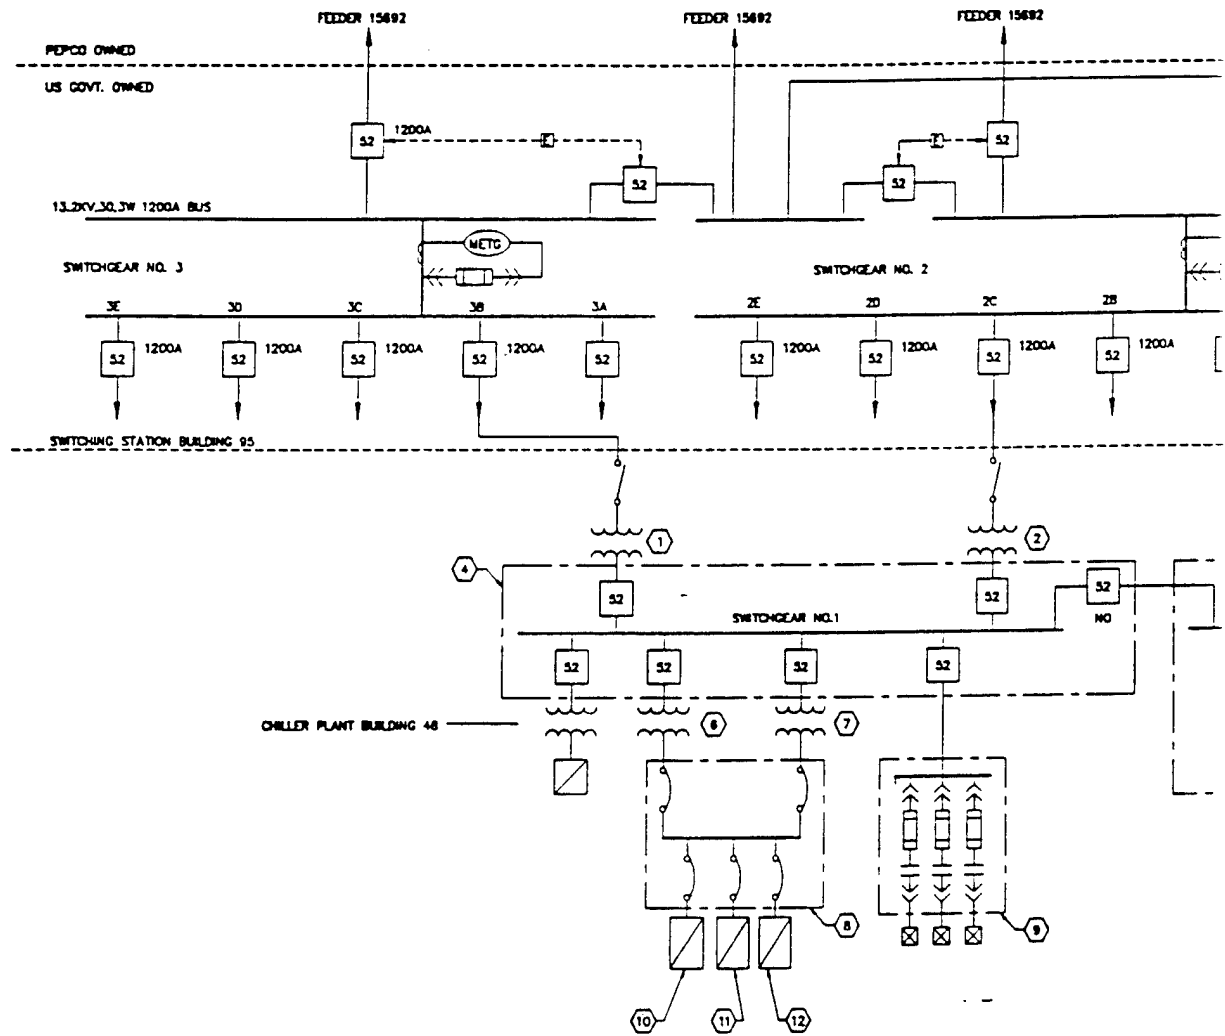 FEEDER 15692
FEEDER 15692
FEEDER 15692
PEPCO OWNED
US GOVT. OWNED
52
1200A
E
52
E
52
52
13.2KV,3O,3W 1200A BUS
METG
SWITCHGEAR NO. 3
SWITCHGEAR NO. 2
3E
3D
3C
3B
3A
2E
2D
2C
2B
52
1200A
52
1200A
52
1200A
52
1200A
52
52
1200A
52
1200A
52
1200A
52
1200A
SWITCHING STATION BUILDING 95
1
2
4
52
52
52
SWITCHGEAR NO.1
NO
52
52
52
52
CHILLER PLANT BUILDING 48
6
7
8
9
10
11
12